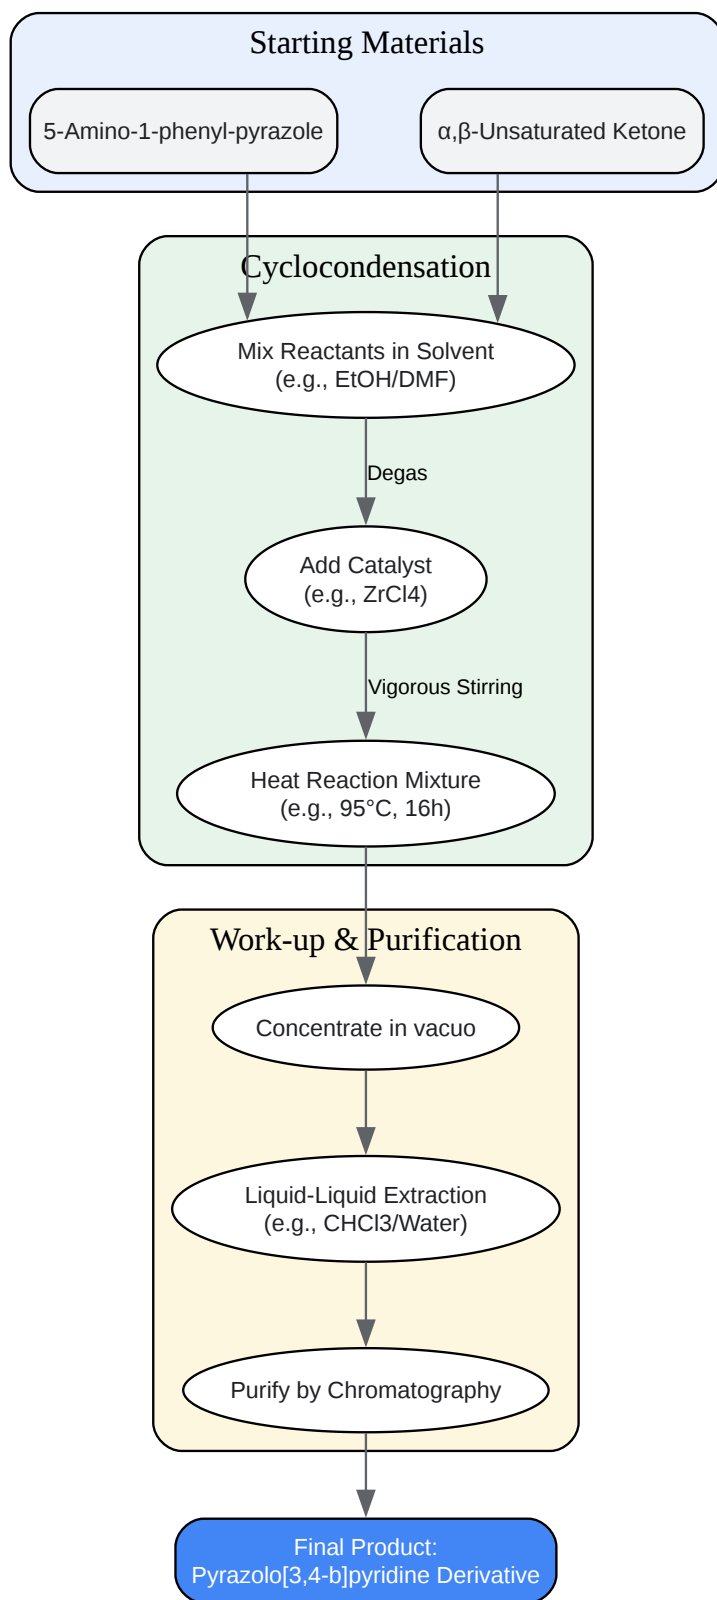 Starting Materials
5-Amino-1-phenyl-pyrazole
α,β-Unsaturated Ketone
Cyclocondensation
Mix Reactants in Solvent
(e.g., EtOH/DMF)
Degas
Add Catalyst
(e.g., ZrCl4)
Vigorous Stirring
Heat Reaction Mixture
(e.g., 95°C, 16h)
Work-up & Purification
Concentrate in vacuo
Liquid-Liquid Extraction
(e.g., CHCl3/Water)
Purify by Chromatography
Final Product:
Pyrazolo[3,4-b]pyridine Derivative